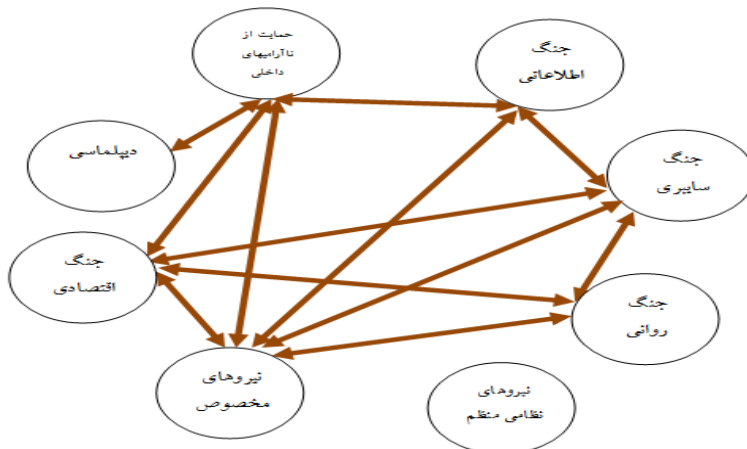 حمایت از
ناآرامیهای
داخلی
جنگ
اطلاعاتی
دیپلماسی
جنگ
سایبری
جنگ
اقتصادی
جنگ
روانی
نیروهای
مخصوص
نیروهای
نظامی منظم